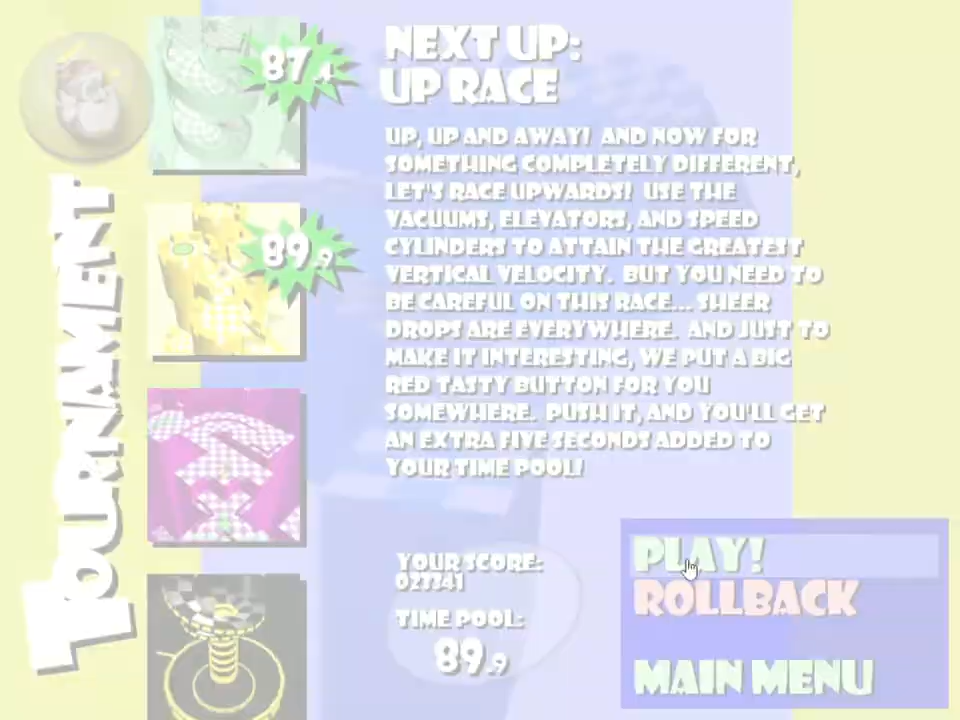 TOURNAMENT
87.4
89.9
NEXT UP:
UP RACE
UP, UP AND AWAY! AND NOW FOR
SOMETHING COMPLETELY DIFFERENT,
LET'S RACE UPWARDS! USE THE
VACUUMS, ELEVATORS, AND SPEED
CYLINDERS TO ATTAIN THE GREATEST
VERTICAL VELOCITY. BUT YOU NEED TO
BE CAREFUL ON THIS RACE... SHEER
DROPS ARE EVERYWHERE. AND JUST TO
MAKE IT INTERESTING, WE PUT A BIG
RED TASTY BUTTON FOR YOU
SOMEWHERE. PUSH IT, AND YOU'LL GET
AN EXTRA FIVE SECONDS ADDED TO
YOUR TIME POOL!
YOUR SCORE:
027341
TIME POOL:
89.9
PLAY!
ROLLBACK
MAIN MENU